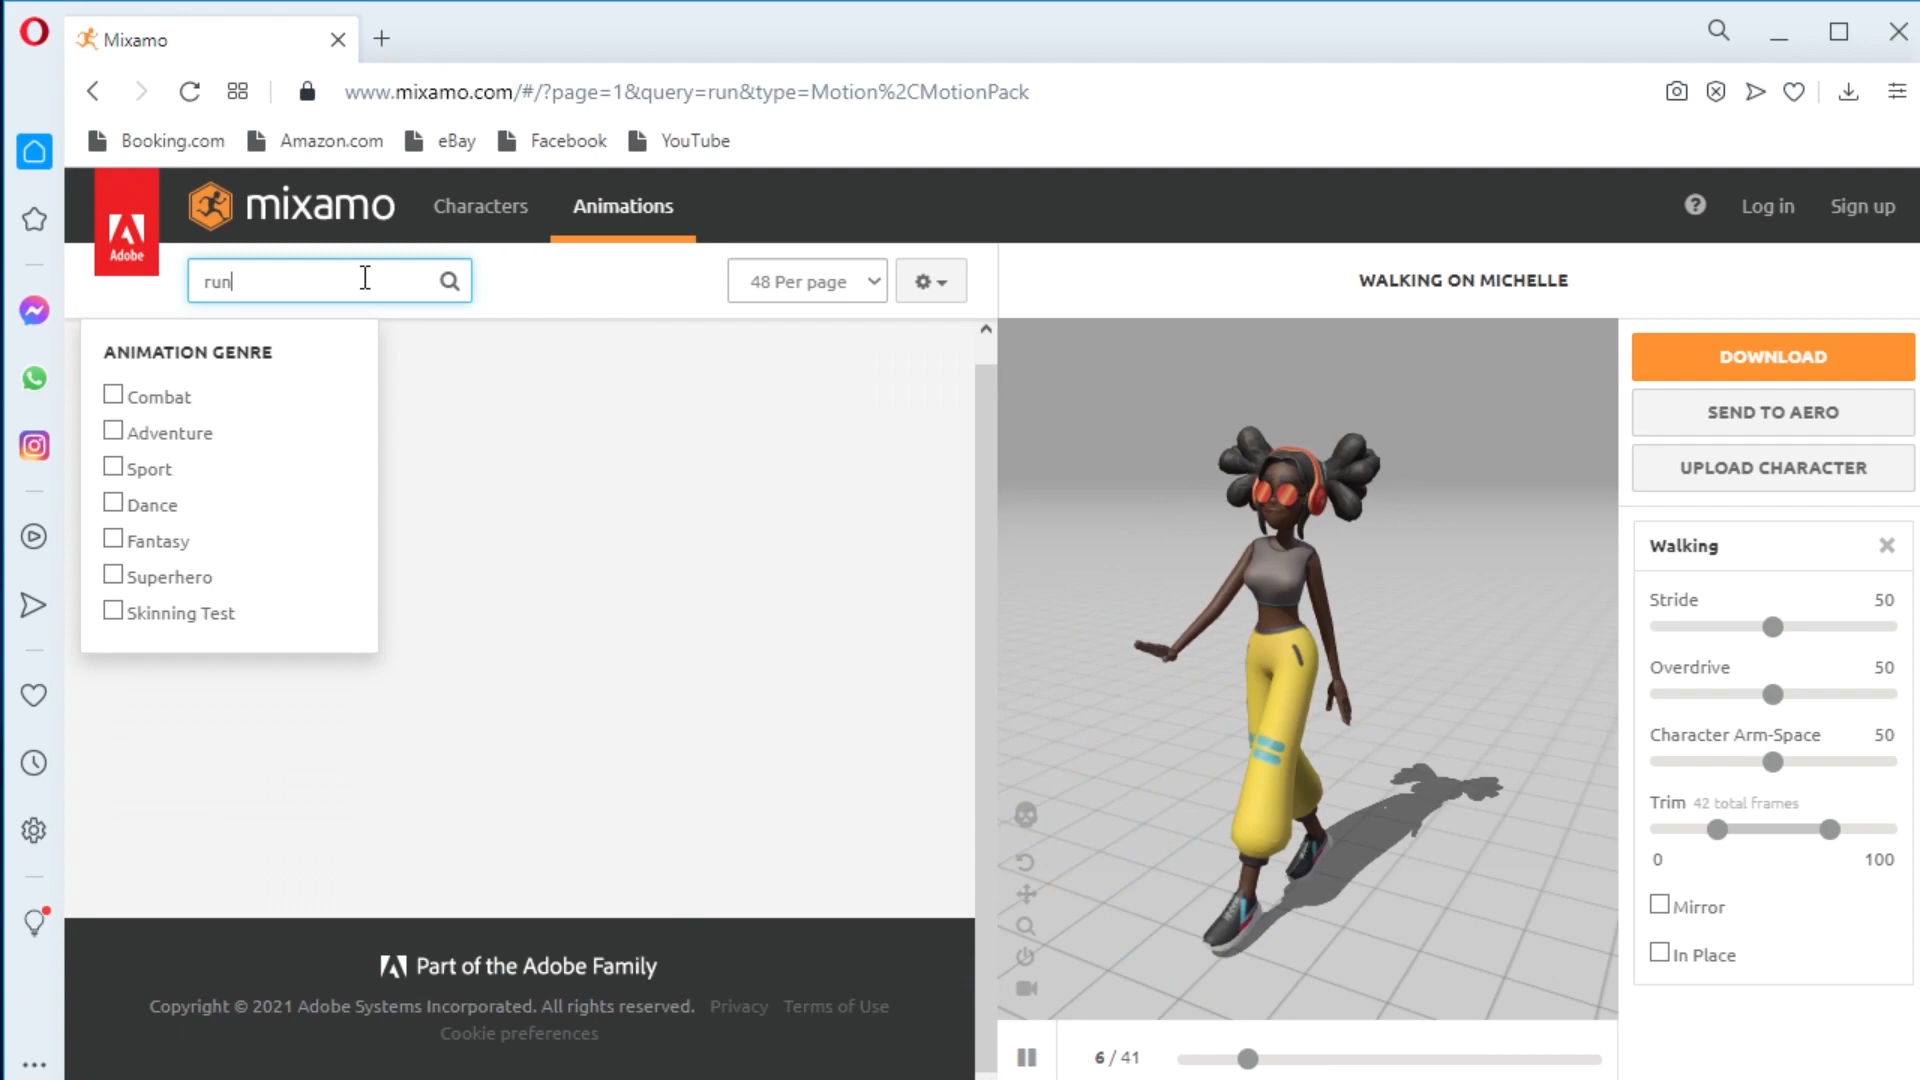 Mixamo
www.mixamo.com/#/?page=1&query=run&type=Motion%2CMotionPack
Booking.com Amazon.com eBay Facebook YouTube
Adobe
mixamo Characters Animations Log in Sign up
run
48 Per page
WALKING ON MICHELLE
ANIMATION GENRE
Combat
Adventure
Sport
Dance
Fantasy
Superhero
Skinning Test
DOWNLOAD
SEND TO AERO
UPLOAD CHARACTER
Walking
Stride 50
Overdrive 50
Character Arm-Space 50
Trim 42 total frames
0 100
Mirror
In Place
Part of the Adobe Family
Copyright © 2021 Adobe Systems Incorporated. All rights reserved. Privacy Terms of Use
Cookie preferences
6 / 41